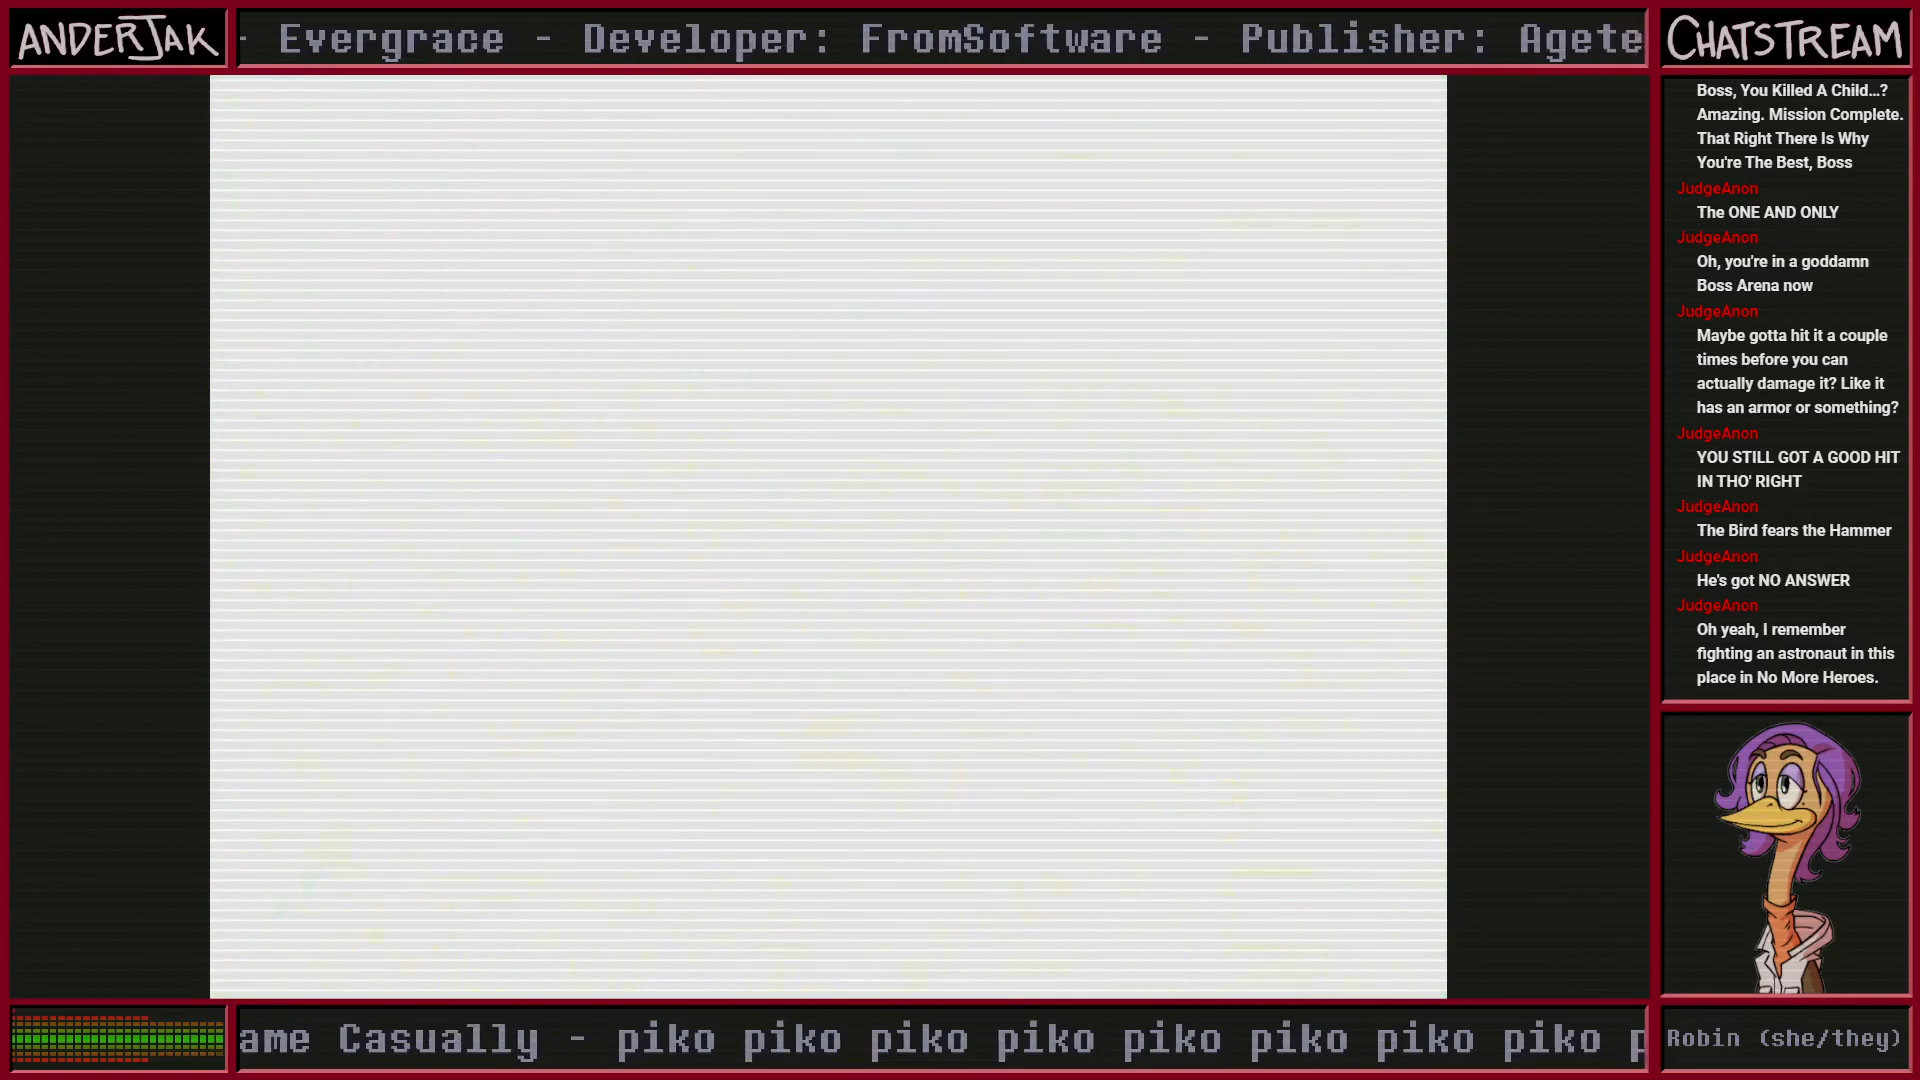 ANDERJAK
- Evergrace - Developer: FromSoftware - Publisher: Agete
CHATSTREAM
Boss, You Killed A Child...?
Amazing. Mission Complete.
That Right There Is Why
You're The Best, Boss
JudgeAnon
The ONE AND ONLY
JudgeAnon
Oh, you're in a goddamn
Boss Arena now
JudgeAnon
Maybe gotta hit it a couple
times before you can
actually damage it? Like it
has an armor or something?
JudgeAnon
YOU STILL GOT A GOOD HIT
IN THO' RIGHT
JudgeAnon
The Bird fears the Hammer
JudgeAnon
He's got NO ANSWER
JudgeAnon
Oh yeah, I remember
fighting an astronaut in this
place in No More Heroes.
ame Casually - piko piko piko piko piko piko piko piko p
Robin (she/they)